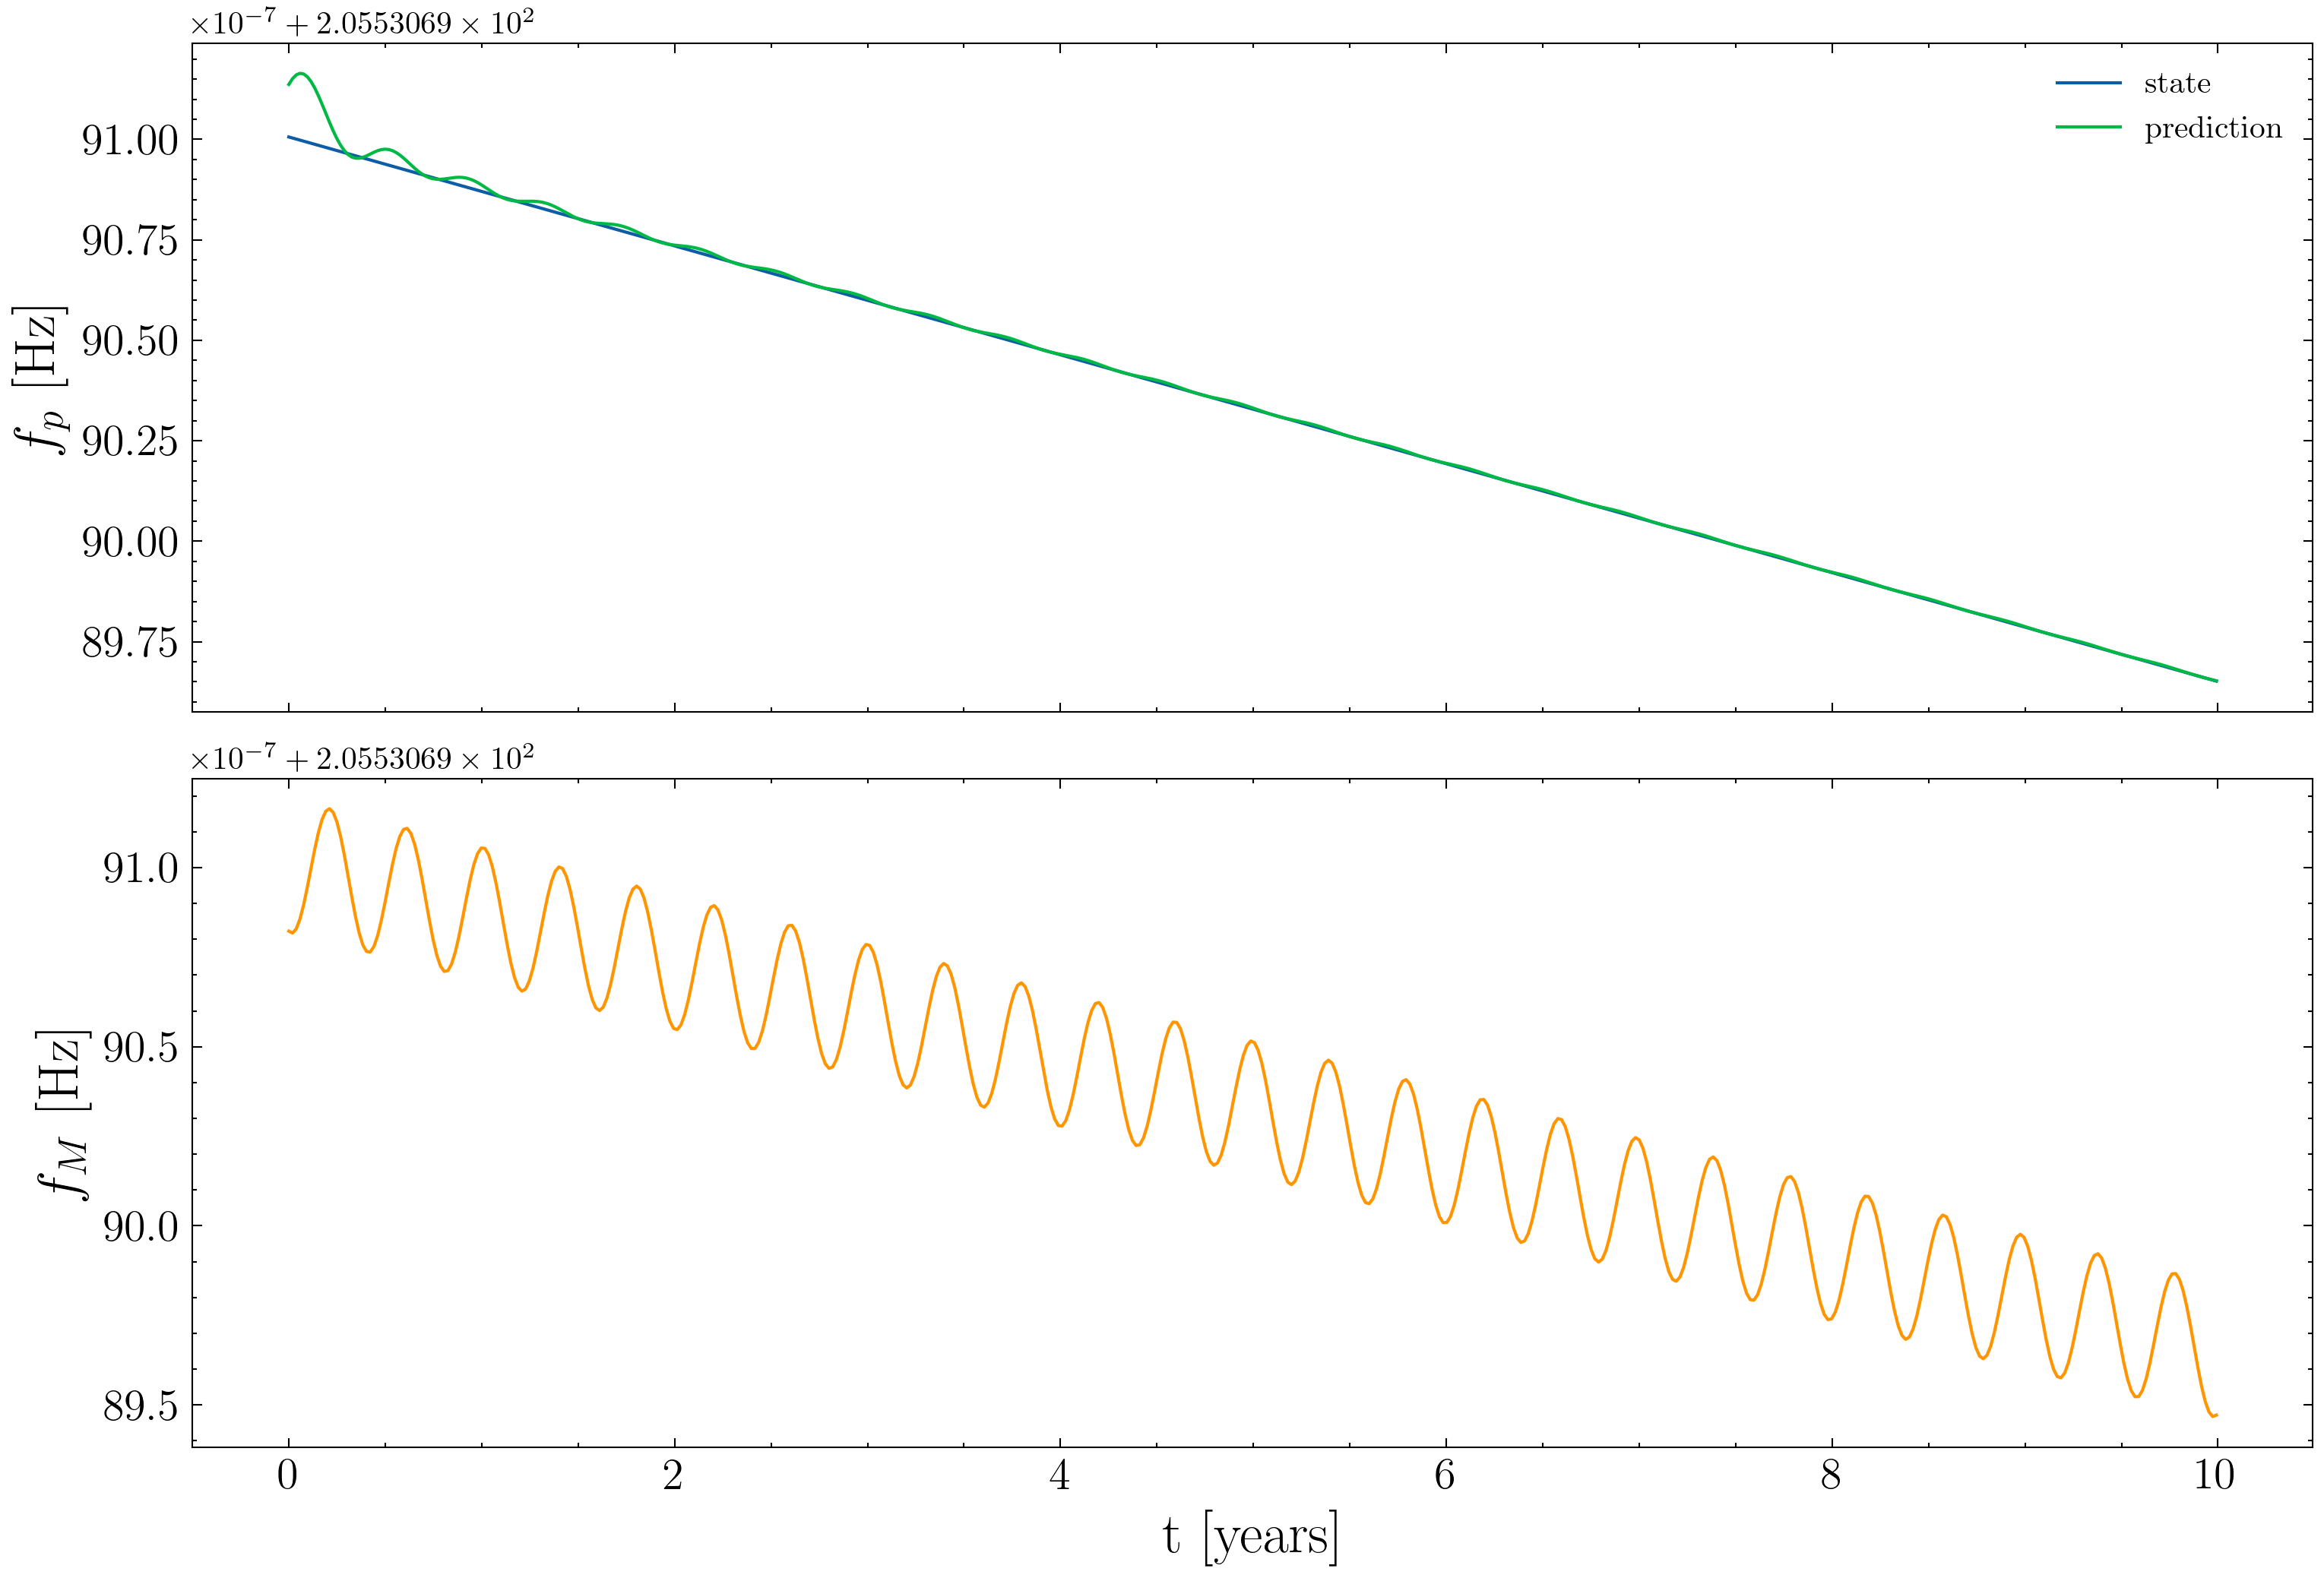 ×10⁻⁷ + 2.0553069 × 10²
state
prediction
91.00
90.75
90.50
90.25
90.00
89.75
f_p [Hz]
×10⁻⁷ + 2.0553069 × 10²
91.0
90.5
90.0
89.5
f_M [Hz]
0 2 4 6 8 10
t [years]